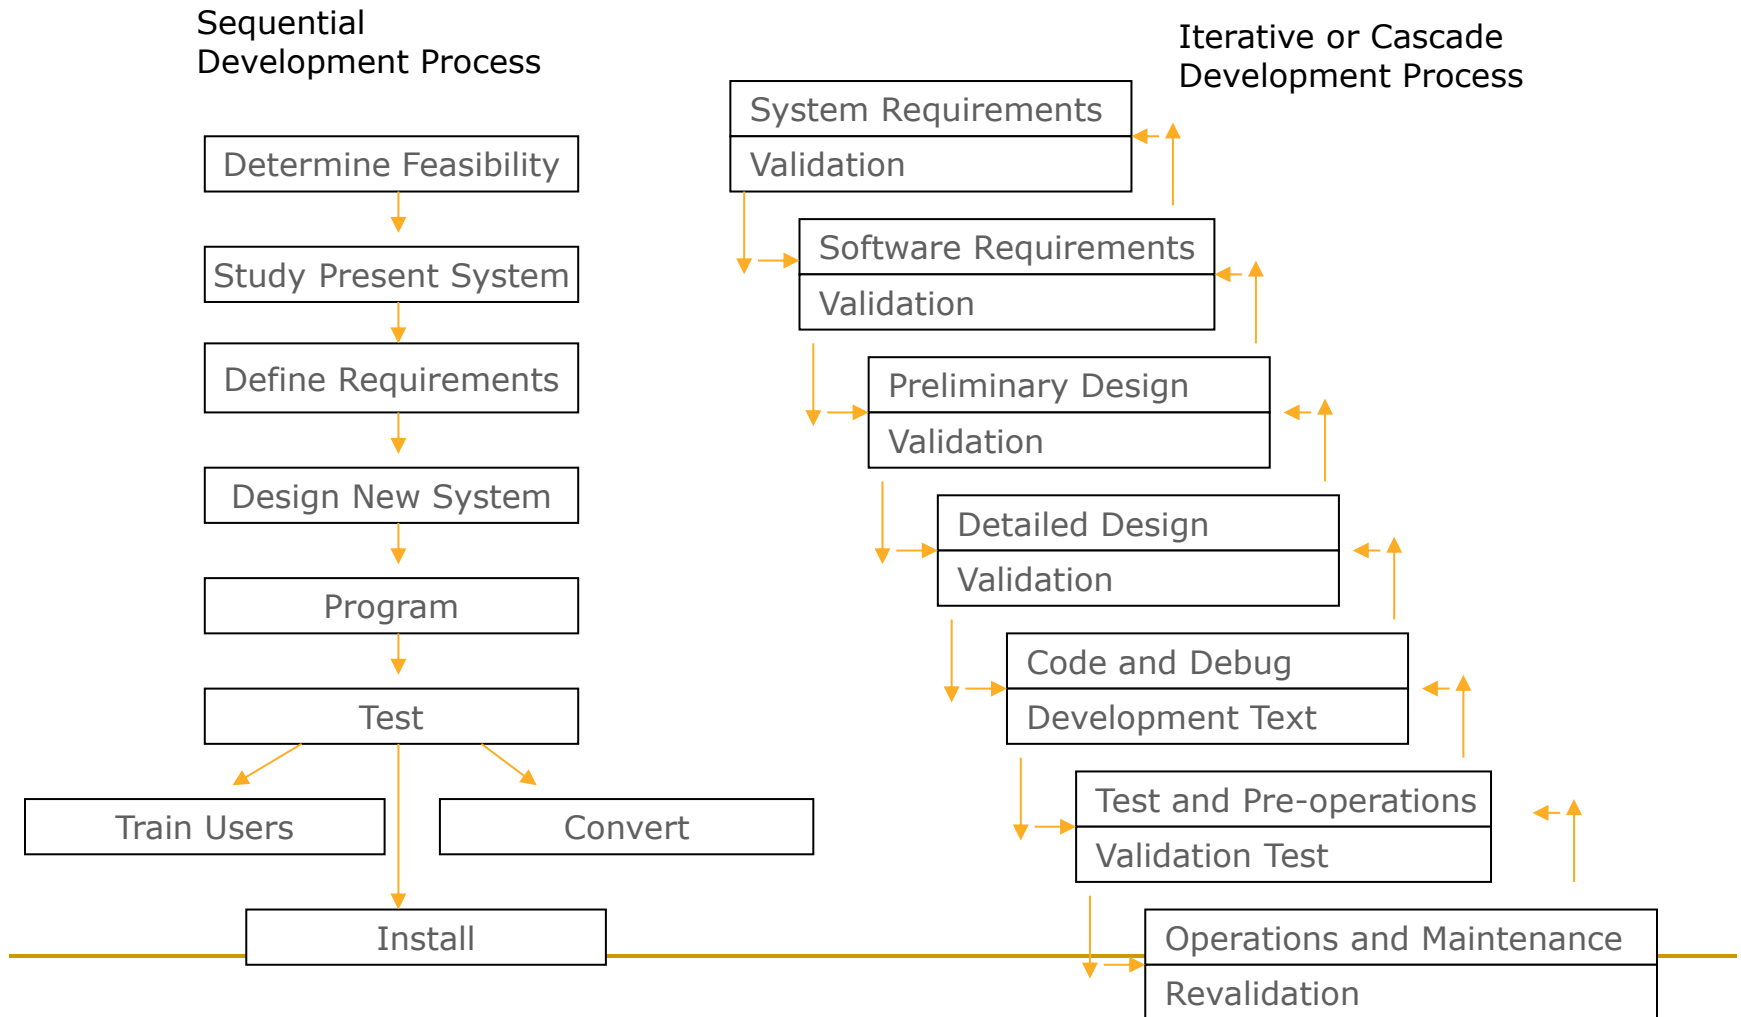 Sequential
Development Process
Determine Feasibility
Study Present System
Define Requirements
Design New System
Program
Test
Train Users
Convert
Install
Iterative or Cascade
Development Process
System Requirements
Validation
Software Requirements
Validation
Preliminary Design
Validation
Detailed Design
Validation
Code and Debug
Development Text
Test and Pre-operations
Validation Test
Operations and Maintenance
Revalidation